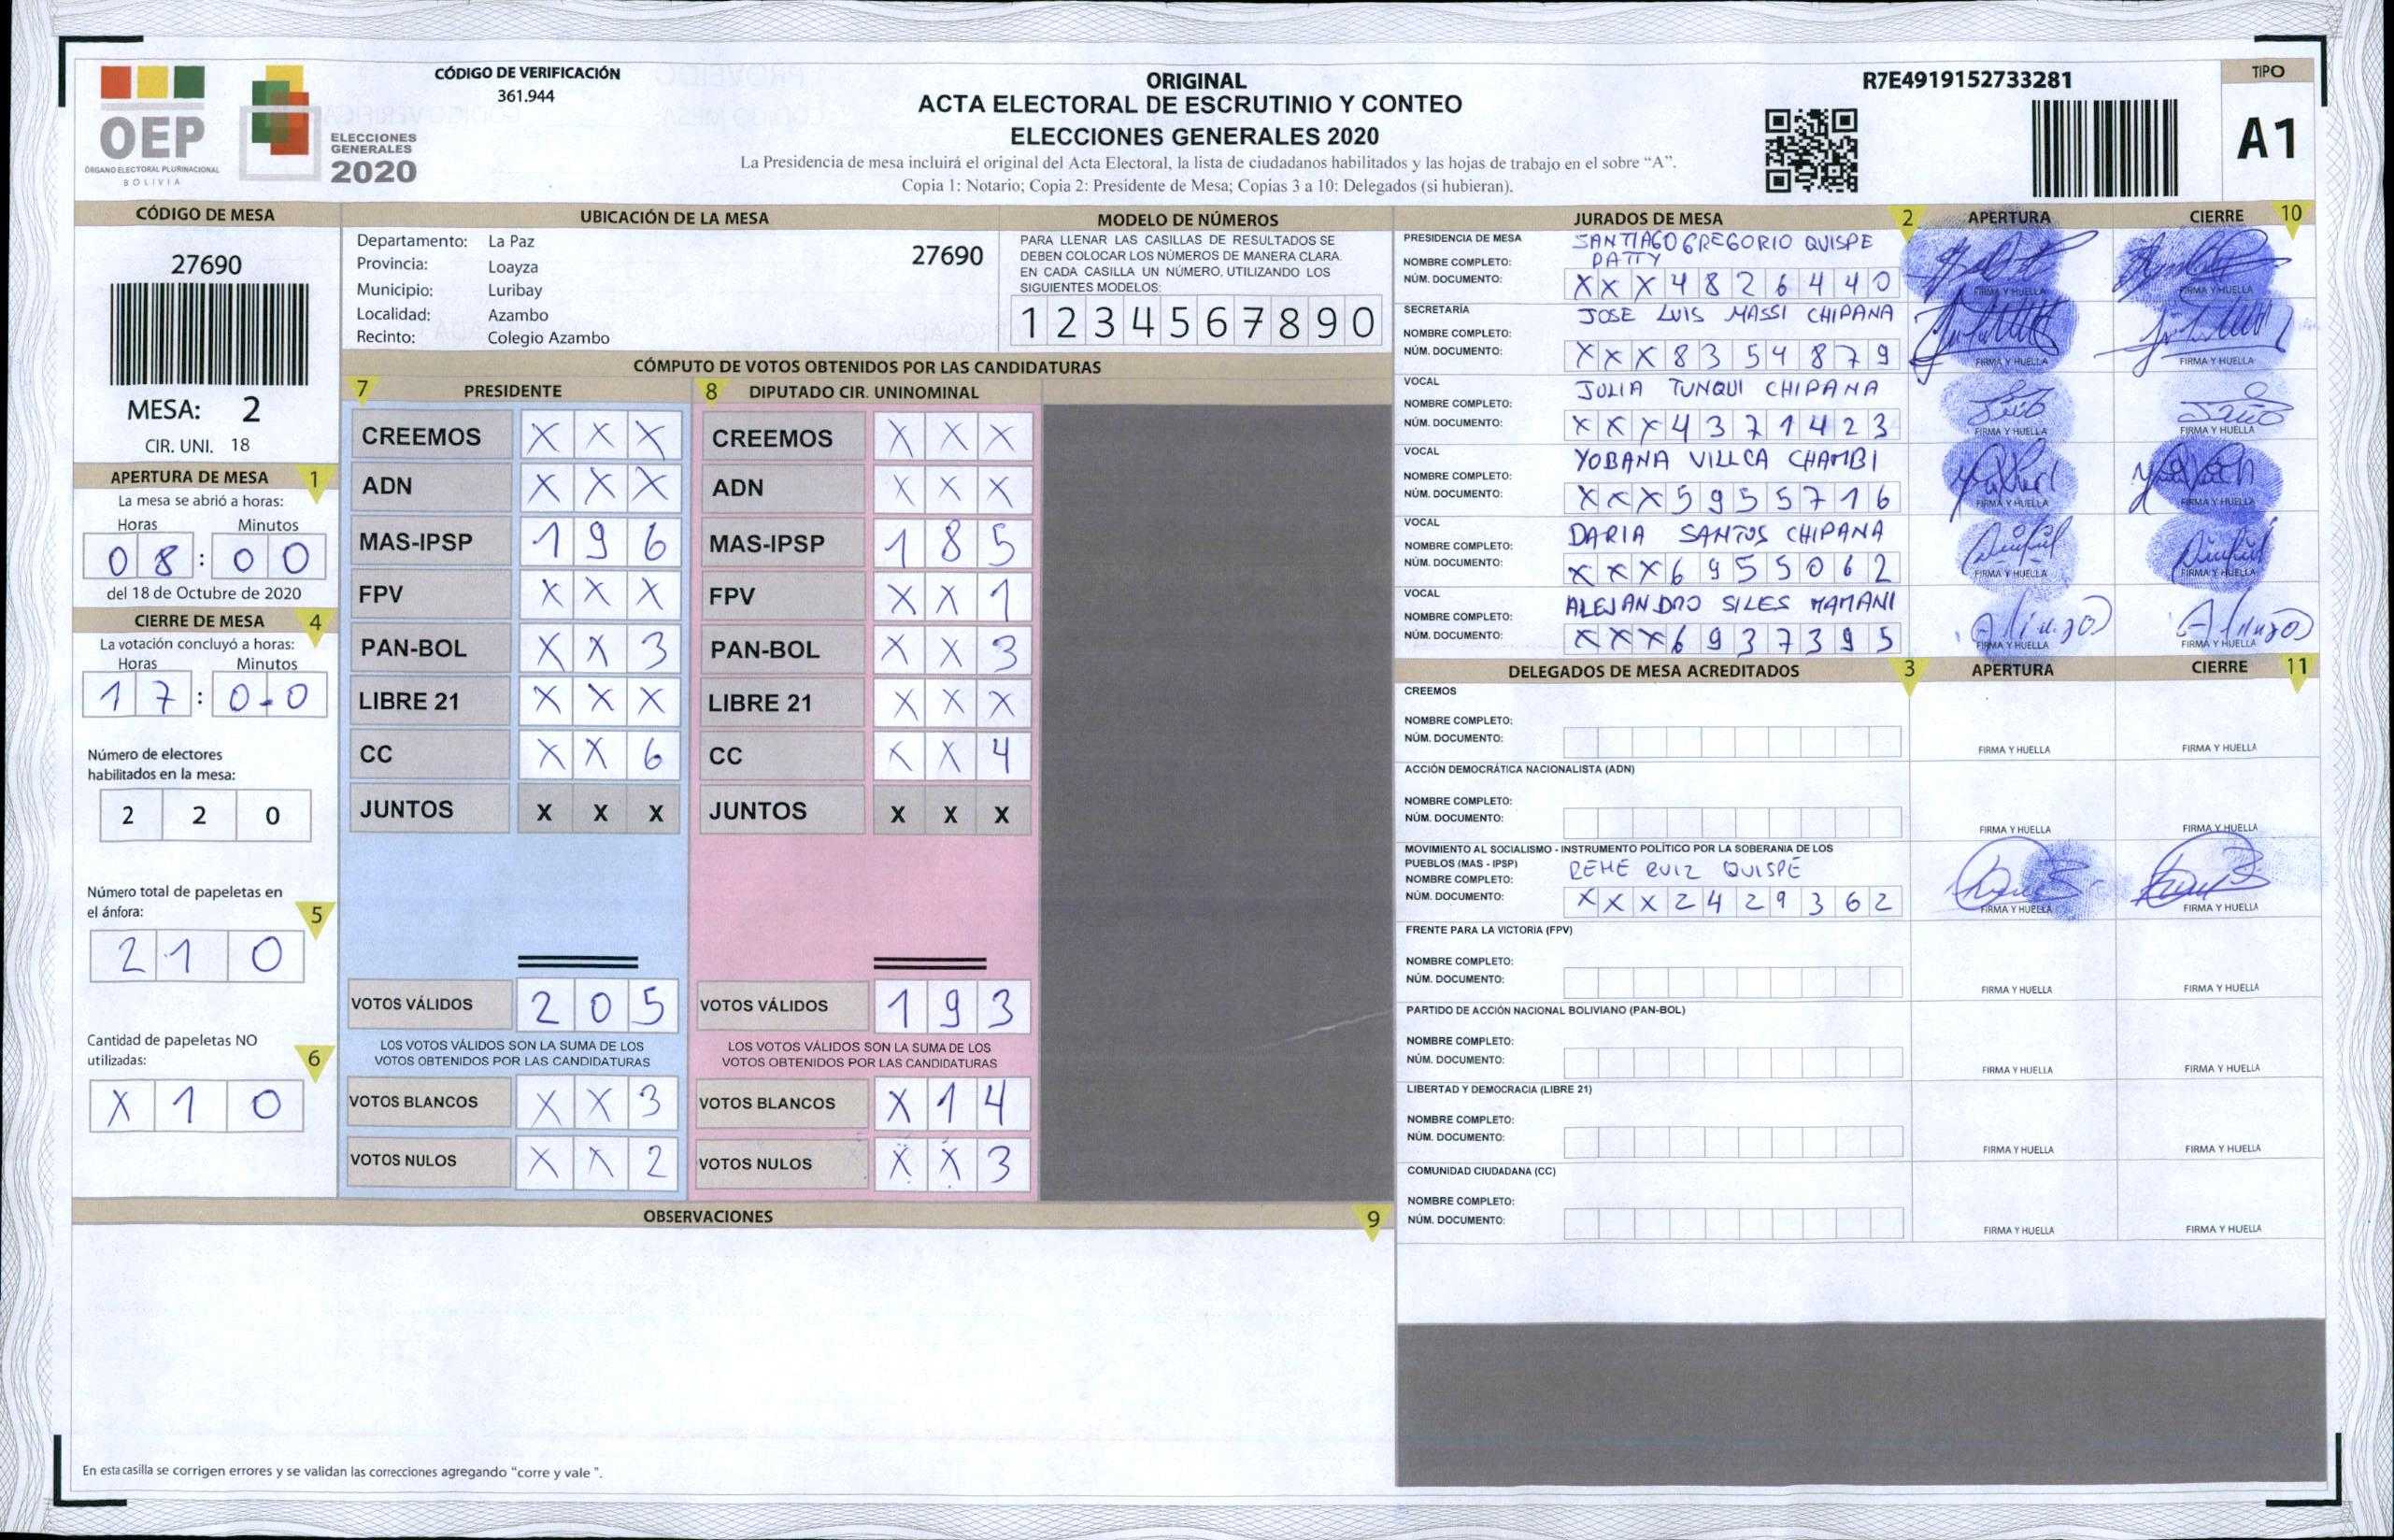 OEP
ÓRGANO ELECTORAL PLURINACIONAL
BOLIVIA
ELECCIONES
GENERALES
2020
CÓDIGO DE VERIFICACIÓN
361.944
ORIGINAL
ACTA ELECTORAL DE ESCRUTINIO Y CONTEO
ELECCIONES GENERALES 2020
La Presidencia de mesa incluirá el original del Acta Electoral, la lista de ciudadanos habilitados y las hojas de trabajo en el sobre “A”.
Copia 1: Notario; Copia 2: Presidente de Mesa; Copias 3 a 10: Delegados (si hubieran).
R7E4919152733281
TIPO
A1
CÓDIGO DE MESA
27690
MESA: 2
CIR. UNI. 18
APERTURA DE MESA 1
La mesa se abrió a horas:
Horas Minutos
0 8 : 0 0
del 18 de Octubre de 2020
CIERRE DE MESA 4
La votación concluyó a horas:
Horas Minutos
1 7 : 0 0
Número de electores
habilitados en la mesa:
2 2 0
Número total de papeletas en
el ánfora: 5
2 1 0
Cantidad de papeletas NO
utilizadas: 6
X 1 0
UBICACIÓN DE LA MESA
Departamento: La Paz 27690
Provincia: Loayza
Municipio: Luribay
Localidad: Azambo
Recinto: Colegio Azambo
MODELO DE NÚMEROS
PARA LLENAR LAS CASILLAS DE RESULTADOS SE
DEBEN COLOCAR LOS NÚMEROS DE MANERA CLARA.
EN CADA CASILLA UN NÚMERO, UTILIZANDO LOS
SIGUIENTES MODELOS:
1 2 3 4 5 6 7 8 9 0
CÓMPUTO DE VOTOS OBTENIDOS POR LAS CANDIDATURAS
7 PRESIDENTE
CREEMOS X X X
ADN X X X
MAS-IPSP 1 9 6
FPV X X X
PAN-BOL X X 3
LIBRE 21 X X X
CC X X 6
JUNTOS X X X
VOTOS VÁLIDOS 2 0 5
LOS VOTOS VÁLIDOS SON LA SUMA DE LOS
VOTOS OBTENIDOS POR LAS CANDIDATURAS
VOTOS BLANCOS X X 3
VOTOS NULOS X X 2
8 DIPUTADO CIR. UNINOMINAL
CREEMOS X X X
ADN X X X
MAS-IPSP 1 8 5
FPV X X 1
PAN-BOL X X 3
LIBRE 21 X X X
CC X X 4
JUNTOS X X X
VOTOS VÁLIDOS 1 9 3
LOS VOTOS VÁLIDOS SON LA SUMA DE LOS
VOTOS OBTENIDOS POR LAS CANDIDATURAS
VOTOS BLANCOS X 1 4
VOTOS NULOS X X 3
OBSERVACIONES 9
En esta casilla se corrigen errores y se validan las correcciones agregando "corre y vale ".
JURADOS DE MESA 2 APERTURA CIERRE 10
PRESIDENCIA DE MESA SANTIAGO GREGORIO QUISPE
NOMBRE COMPLETO: PATTY
NÚM. DOCUMENTO: X X X 4 8 2 6 4 4 0 FIRMA Y HUELLA FIRMA Y HUELLA
SECRETARÍA JOSE LUIS MASSI CHIPANA
NOMBRE COMPLETO:
NÚM. DOCUMENTO: X X X 8 3 5 4 8 7 9 FIRMA Y HUELLA FIRMA Y HUELLA
VOCAL JULIA TUNQUI CHIPANA
NOMBRE COMPLETO:
NÚM. DOCUMENTO: X X X 4 3 7 1 4 2 3 FIRMA Y HUELLA FIRMA Y HUELLA
VOCAL YOBANA VILLCA CHAMBI
NOMBRE COMPLETO:
NÚM. DOCUMENTO: X X X 5 9 5 5 7 1 6 FIRMA Y HUELLA FIRMA Y HUELLA
VOCAL DARIA SANTOS CHIPANA
NOMBRE COMPLETO:
NÚM. DOCUMENTO: X X X 6 9 5 5 0 6 2 FIRMA Y HUELLA FIRMA Y HUELLA
VOCAL ALEJANDRO SILES MAMANI
NOMBRE COMPLETO:
NÚM. DOCUMENTO: X X X 6 9 3 7 3 9 5 FIRMA Y HUELLA FIRMA Y HUELLA
DELEGADOS DE MESA ACREDITADOS 3 APERTURA CIERRE 11
CREEMOS
NOMBRE COMPLETO:
NÚM. DOCUMENTO: FIRMA Y HUELLA FIRMA Y HUELLA
ACCIÓN DEMOCRÁTICA NACIONALISTA (ADN)
NOMBRE COMPLETO:
NÚM. DOCUMENTO: FIRMA Y HUELLA FIRMA Y HUELLA
MOVIMIENTO AL SOCIALISMO - INSTRUMENTO POLÍTICO POR LA SOBERANIA DE LOS
PUEBLOS (MAS - IPSP) REME RUIZ QUISPE
NOMBRE COMPLETO:
NÚM. DOCUMENTO: X X X 2 4 2 9 3 6 2 FIRMA Y HUELLA FIRMA Y HUELLA
FRENTE PARA LA VICTORIA (FPV)
NOMBRE COMPLETO:
NÚM. DOCUMENTO: FIRMA Y HUELLA FIRMA Y HUELLA
PARTIDO DE ACCIÓN NACIONAL BOLIVIANO (PAN-BOL)
NOMBRE COMPLETO:
NÚM. DOCUMENTO: FIRMA Y HUELLA FIRMA Y HUELLA
LIBERTAD Y DEMOCRACIA (LIBRE 21)
NOMBRE COMPLETO:
NÚM. DOCUMENTO: FIRMA Y HUELLA FIRMA Y HUELLA
COMUNIDAD CIUDADANA (CC)
NOMBRE COMPLETO:
NÚM. DOCUMENTO: FIRMA Y HUELLA FIRMA Y HUELLA